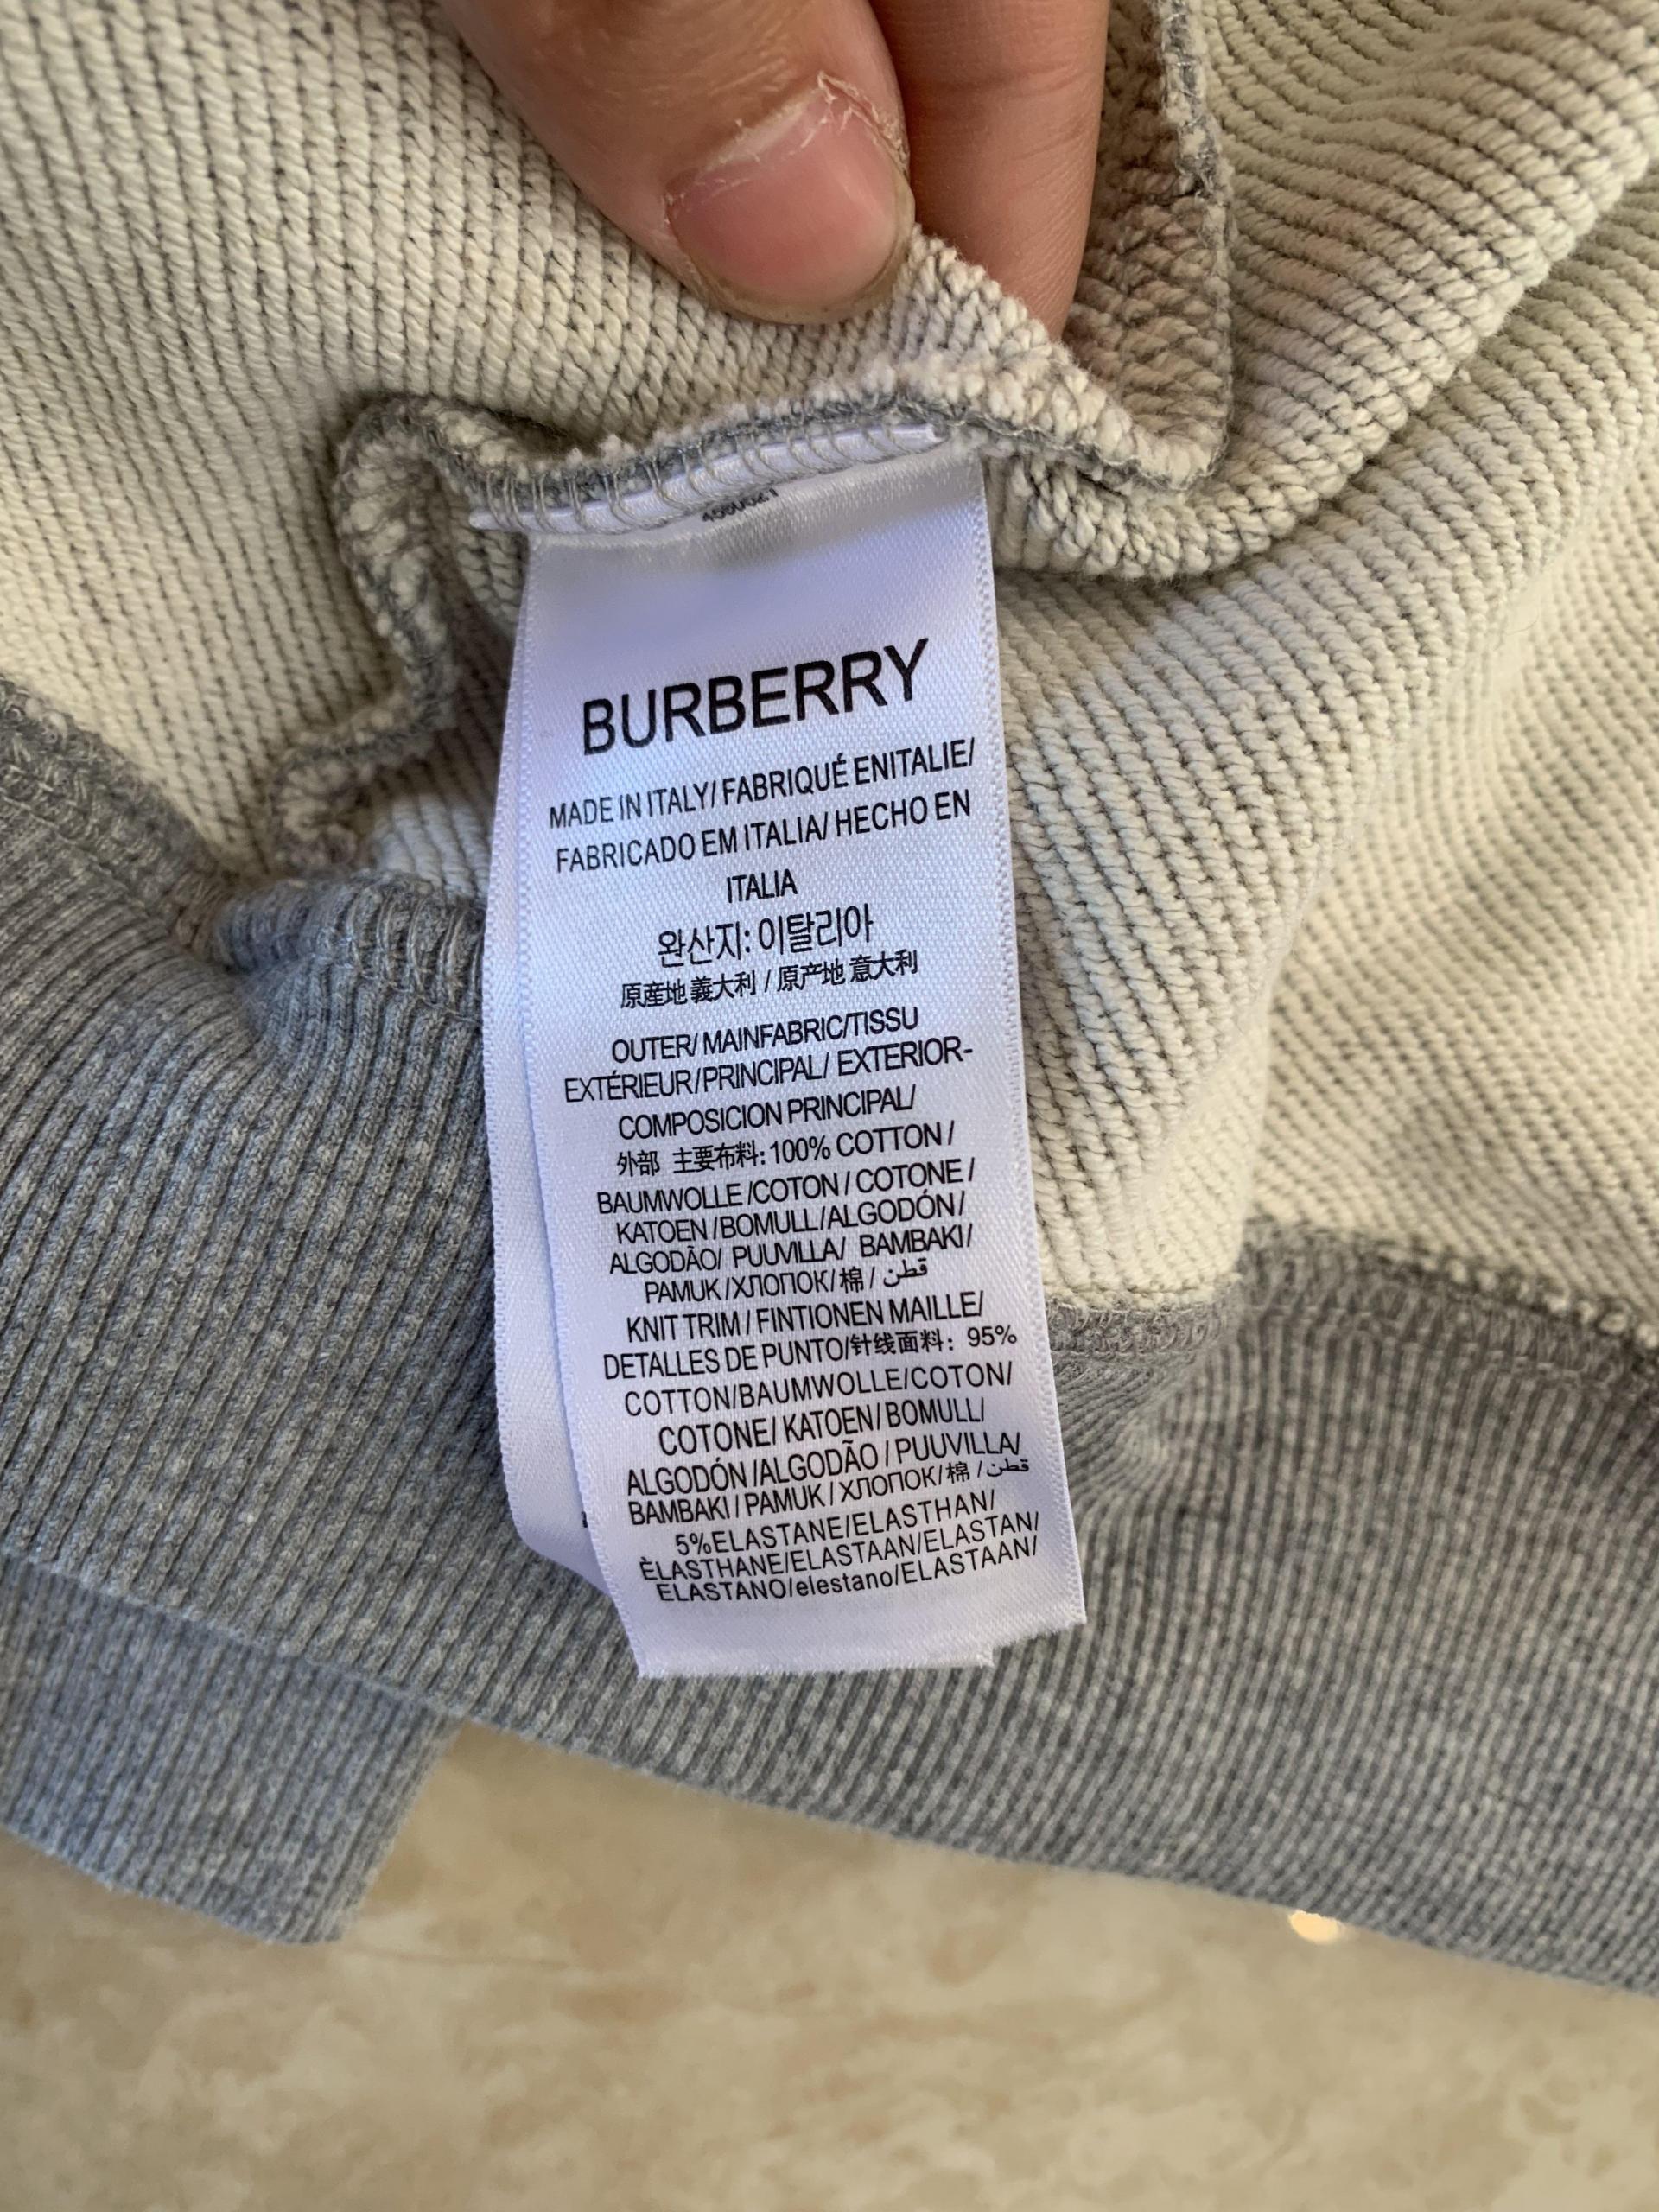 BURBERRY
MADE IN ITALY/ FABRIQUÉ ENITALIE/
FABRICADO EM ITALIA/ HECHO EN
ITALIA
완산지: 이탈리아
原産地 義大利 / 原产地 意大利
OUTER/ MAINFABRIC/TISSU
EXTÉRIEUR/PRINCIPAL/ EXTERIOR-
COMPOSICION PRINCIPAL/
外部 主要布料: 100% COTTON /
BAUMWOLLE /COTON / COTONE /
KATOEN /BOMULL/ALGODÓN/
ALGODÃO/ PUUVILLA/ BAMBAKI/
PAMUK /ХЛОПОК/ 棉 / قطن
KNIT TRIM / FINTIONEN MAILLE/
DETALLES DE PUNTO/针线面料: 95%
COTTON/BAUMWOLLE/COTON/
COTONE/ KATOEN/ BOMULL/
ALGODÓN /ALGODÃO / PUUVILLA/
BAMBAKI / PAMUK / ХЛОПОК/ 棉 / قطن
5%ELASTANE/ELASTHAN/
ÈLASTHANE/ELASTAAN/ELASTAN/
ELASTANO/elestano/ELASTAAN/